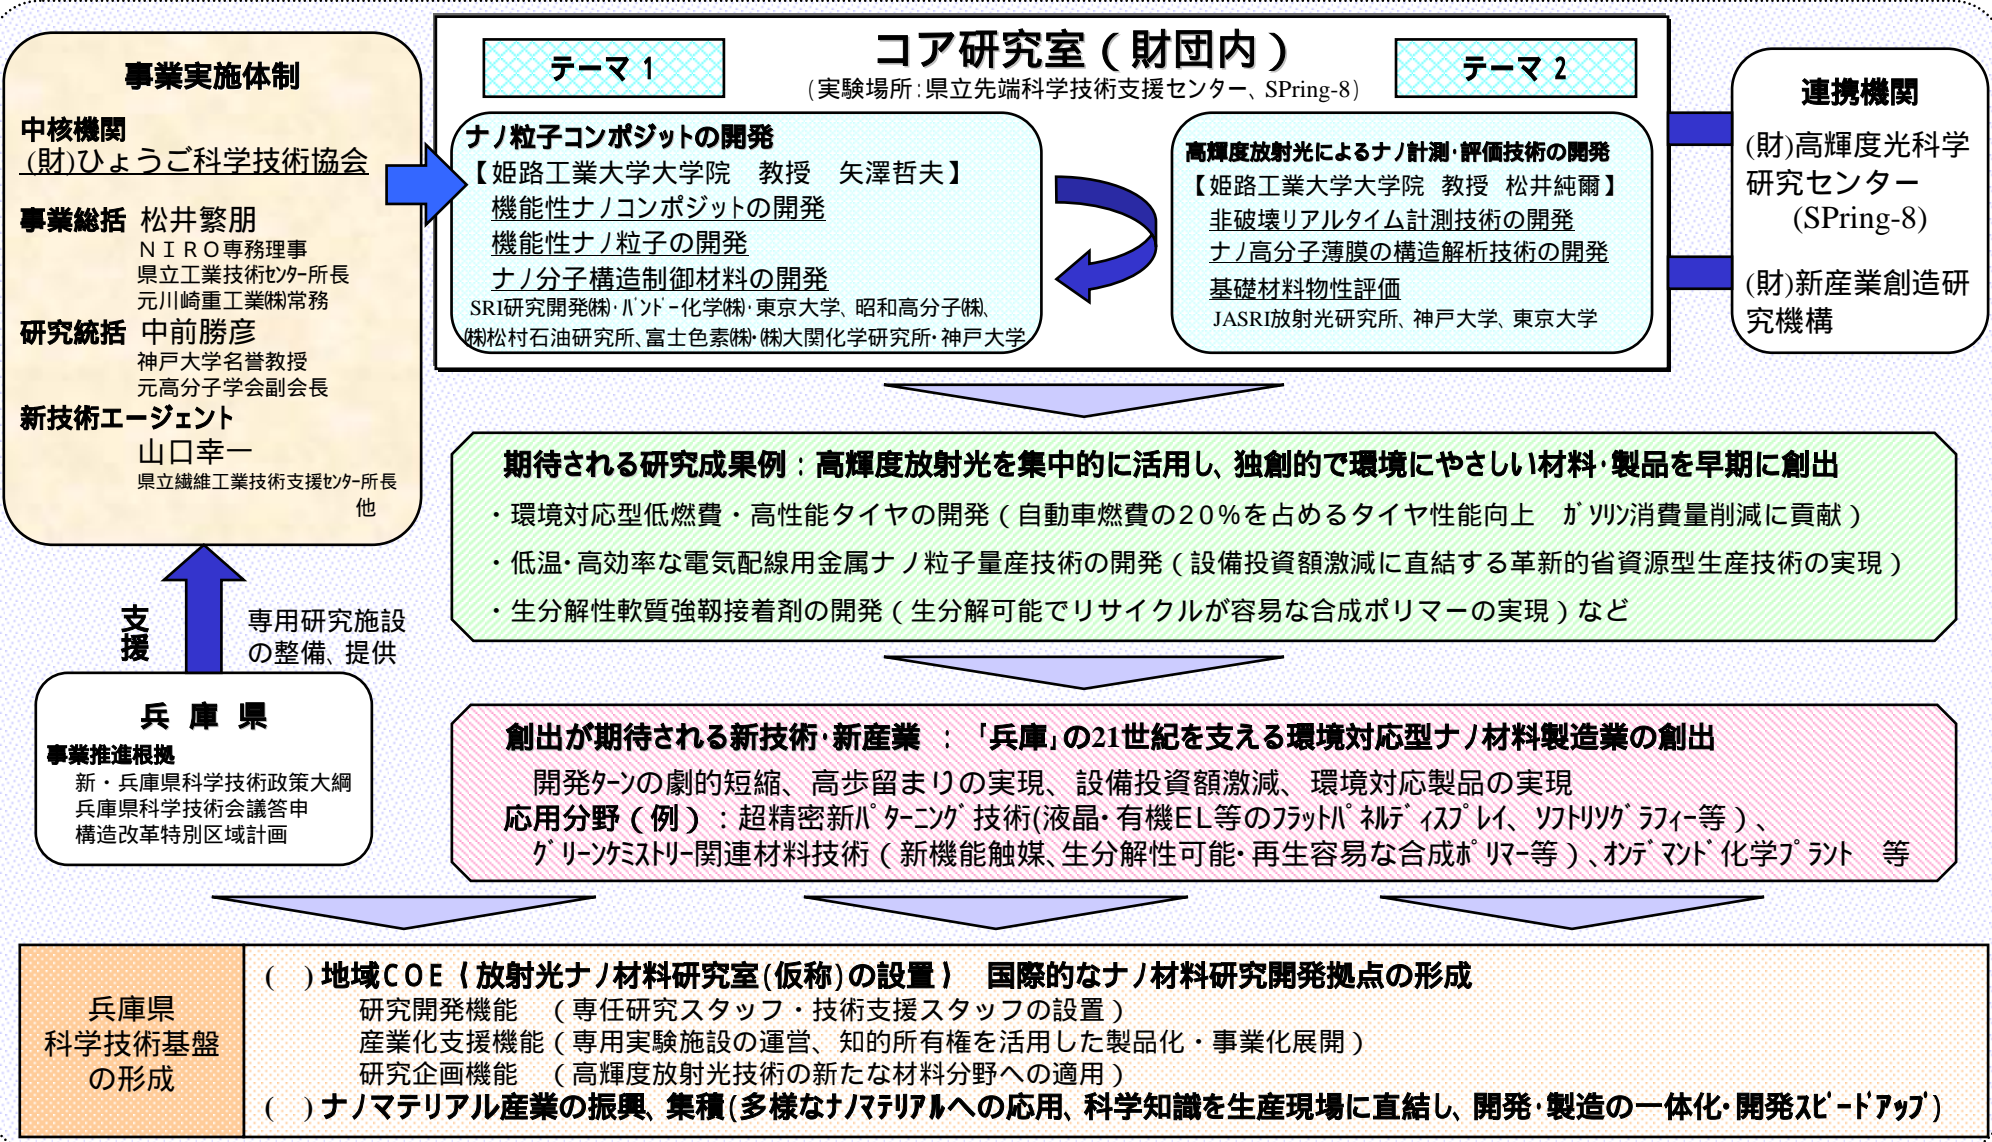 事業実施体制
中核機関
(財)ひょうご科学技術協会
事業総括 松井繁朋
ＮＩＲＯ専務理事
県立工業技術ｾﾝﾀｰ所長
元川崎重工業㈱常務
研究統括 中前勝彦
神戸大学名誉教授
元高分子学会副会長
新技術エージェント
山口幸一
県立繊維工業技術支援ｾﾝﾀｰ所長
他
支援
専用研究施設
の整備、提供
兵 庫 県
事業推進根拠
新・兵庫県科学技術政策大綱
兵庫県科学技術会議答申
構造改革特別区域計画
コア研究室（財団内）
（実験場所：県立先端科学技術支援センター、SPring-8）
テーマ 1
ナノ粒子コンポジットの開発
【姫路工業大学大学院　教授　矢澤哲夫】
機能性ナノコンポジットの開発
機能性ナノ粒子の開発
ナノ分子構造制御材料の開発
SRI研究開発㈱・ﾊﾞﾝﾄﾞｰ化学㈱・東京大学、昭和高分子㈱、
㈱松村石油研究所、富士色素㈱・㈱大関化学研究所・神戸大学
テーマ 2
高輝度放射光によるナノ計測・評価技術の開発
【姫路工業大学大学院 教授 松井純爾】
非破壊リアルタイム計測技術の開発
ナノ高分子薄膜の構造解析技術の開発
基礎材料物性評価
JASRI放射光研究所、神戸大学、東京大学
連携機関
(財)高輝度光科学
研究センター
(SPring-8)
(財)新産業創造研
究機構
期待される研究成果例：高輝度放射光を集中的に活用し、独創的で環境にやさしい材料・製品を早期に創出
・環境対応型低燃費・高性能タイヤの開発（自動車燃費の２０％を占めるタイヤ性能向上　ｶﾞｿﾘﾝ消費量削減に貢献）
・低温・高効率な電気配線用金属ナノ粒子量産技術の開発（設備投資額激減に直結する革新的省資源型生産技術の実現）
・生分解性軟質強靱接着剤の開発（生分解可能でリサイクルが容易な合成ポリマーの実現）など
創出が期待される新技術・新産業 ： 「兵庫」の21世紀を支える環境対応型ナノ材料製造業の創出
開発ﾀｰﾝの劇的短縮、高歩留まりの実現、設備投資額激減、環境対応製品の実現
応用分野（例）：超精密新ﾊﾟﾀｰﾆﾝｸﾞ技術(液晶・有機EL等のﾌﾗｯﾄﾊﾟﾈﾙﾃﾞｨｽﾌﾟﾚｲ、ｿﾌﾄﾘｿｸﾞﾗﾌｨｰ等）、
ｸﾞﾘｰﾝｹﾐｽﾄﾘｰ関連材料技術（新機能触媒、生分解性可能・再生容易な合成ﾎﾟﾘﾏｰ等）、ｵﾝﾃﾞﾏﾝﾄﾞ化学ﾌﾟﾗﾝﾄ　等
兵庫県
科学技術基盤
の形成
(　) 地域ＣＯＥ｛放射光ナノ材料研究室(仮称)の設置｝　国際的なナノ材料研究開発拠点の形成
研究開発機能　（専任研究スタッフ・技術支援スタッフの設置）
産業化支援機能（専用実験施設の運営、知的所有権を活用した製品化・事業化展開）
研究企画機能　（高輝度放射光技術の新たな材料分野への適用）
(　) ナノマテリアル産業の振興、集積(多様なﾅﾉﾏﾃﾘｱﾙへの応用、科学知識を生産現場に直結し、開発・製造の一体化・開発ｽﾋﾟｰﾄﾞｱｯﾌﾟ)